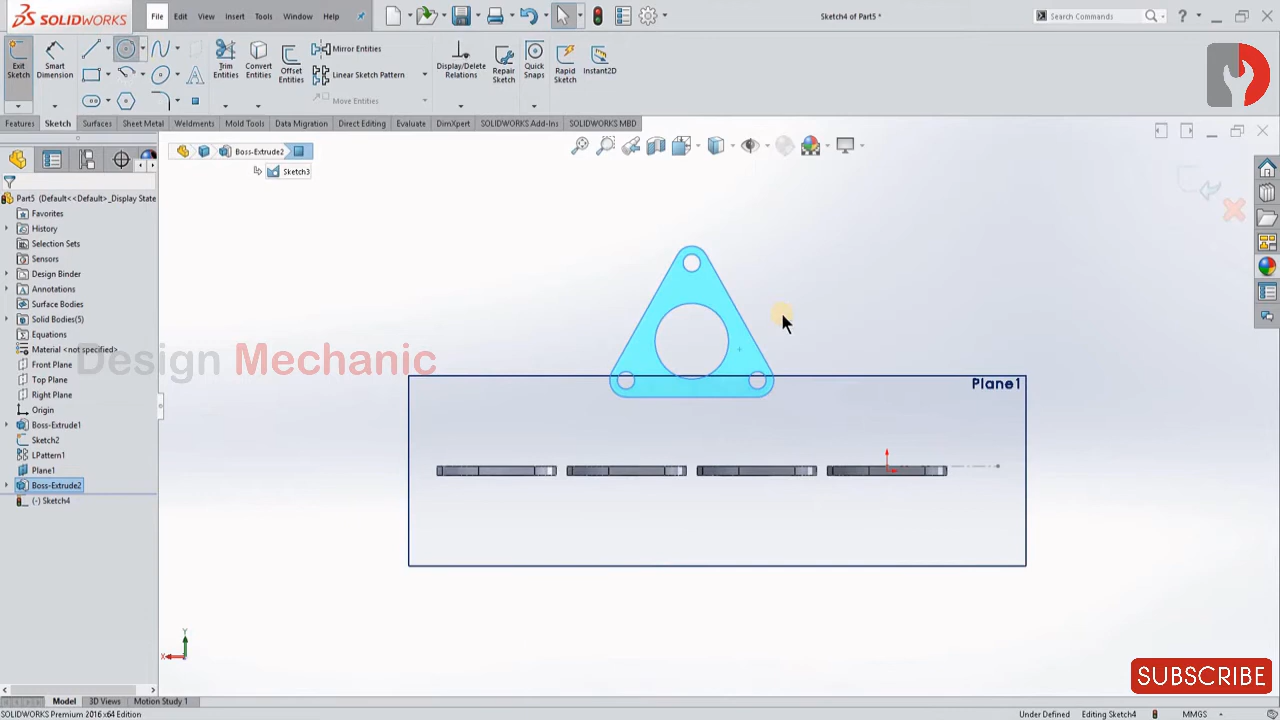 SOLIDWORKS
File Edit View Insert Tools Window Help
Sketch4 of Part5 *
Search Commands
Exit Sketch
Smart Dimension
Trim Entities
Convert Entities
Offset Entities
Mirror Entities
Linear Sketch Pattern
Move Entities
Display/Delete Relations
Repair Sketch
Quick Snaps
Rapid Sketch
Instant2D
Features Sketch Surfaces Sheet Metal Weldments Mold Tools Data Migration Direct Editing Evaluate DimXpert SOLIDWORKS Add-Ins SOLIDWORKS MBD
Boss-Extrude2
Sketch3
Part5 (Default<<Default>_Display State
Favorites
History
Selection Sets
Sensors
Design Binder
Annotations
Surface Bodies
Solid Bodies(5)
Equations
Material <not specified>
Front Plane
Top Plane
Right Plane
Origin
Boss-Extrude1
Sketch2
LPattern1
Plane1
Boss-Extrude2
(-) Sketch4
Design Mechanic
Plane1
Y
X
SUBSCRIBE
Model 3D Views Motion Study 1
SOLIDWORKS Premium 2016 x64 Edition
Under Defined Editing Sketch4 MMGS